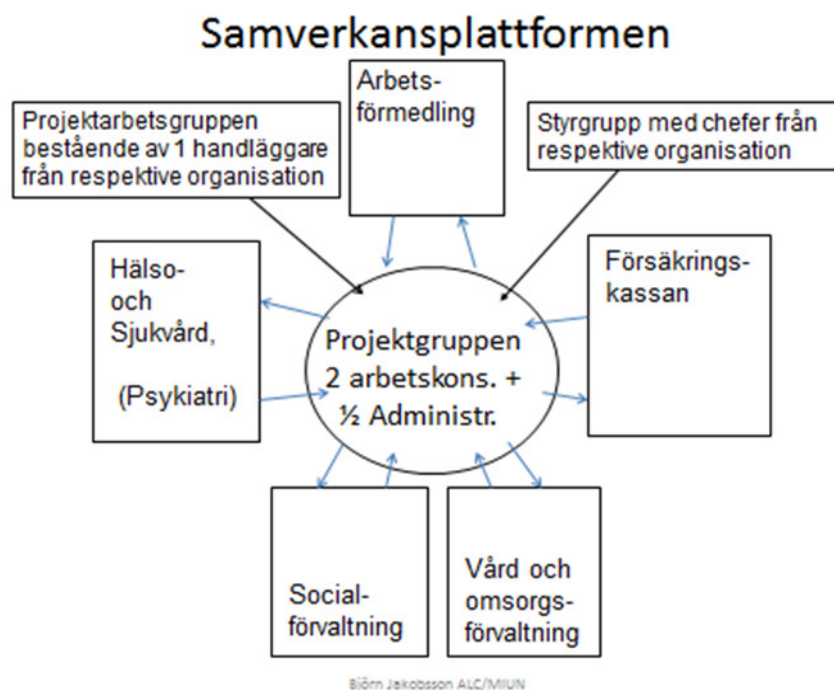 Samverkansplattformen
Arbets-
förmedling
Projektarbetsgruppen
bestående av 1 handläggare
från respektive organisation
Styrgrupp med chefer från
respektive organisation
Hälso-
och
Sjukvård,
(Psykiatri)
Försäkrings-
kassan
Projektgruppen
2 arbetskons. +
½ Administr.
Social-
förvaltning
Vård och
omsorgs-
förvaltning
Björn Jakobsson ALC/MIUN